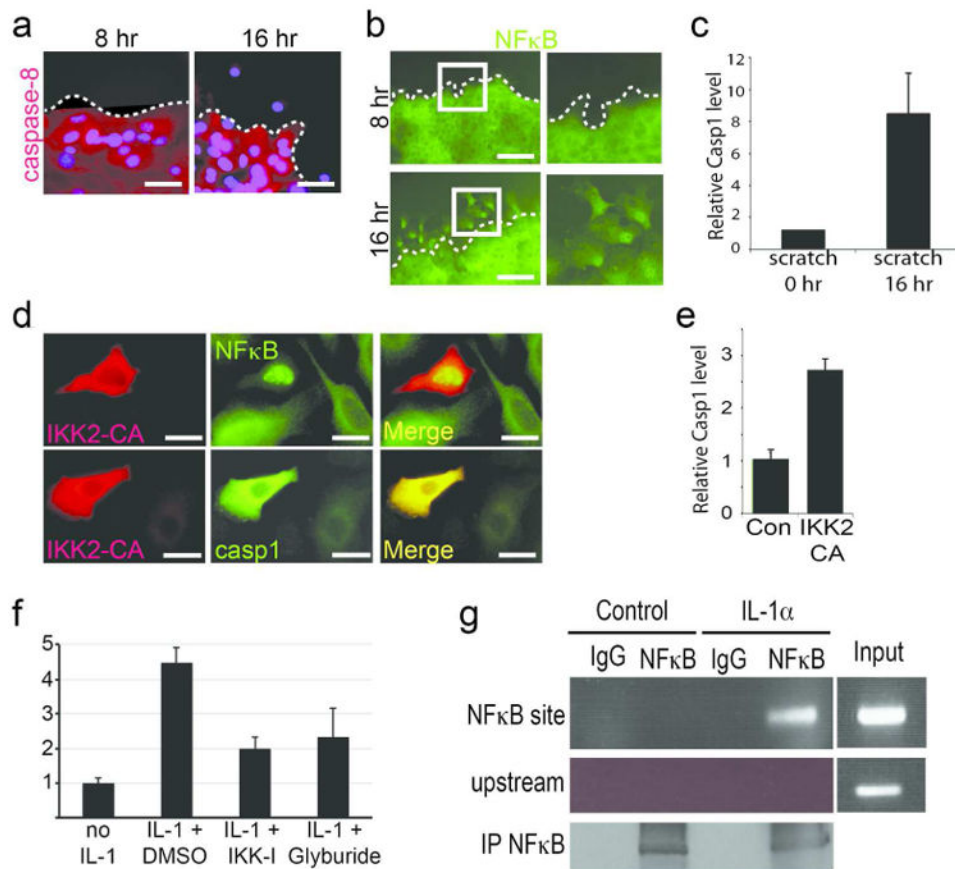 a
8 hr
16 hr
caspase-8
b
NFκB
8 hr
16 hr
c
Relative Casp1 level
12
10
8
6
4
2
0
scratch
0 hr
scratch
16 hr
d
IKK2-CA
NFκB
Merge
IKK2-CA
casp1
Merge
e
Relative Casp1 level
3
2
1
0
Con
IKK2
CA
f
5
4
3
2
1
no
IL-1
IL-1 +
DMSO
IL-1 +
IKK-I
IL-1 +
Glyburide
g
Control
IL-1α
IgG
NFκB
IgG
NFκB
Input
NFκB site
upstream
IP NFκB